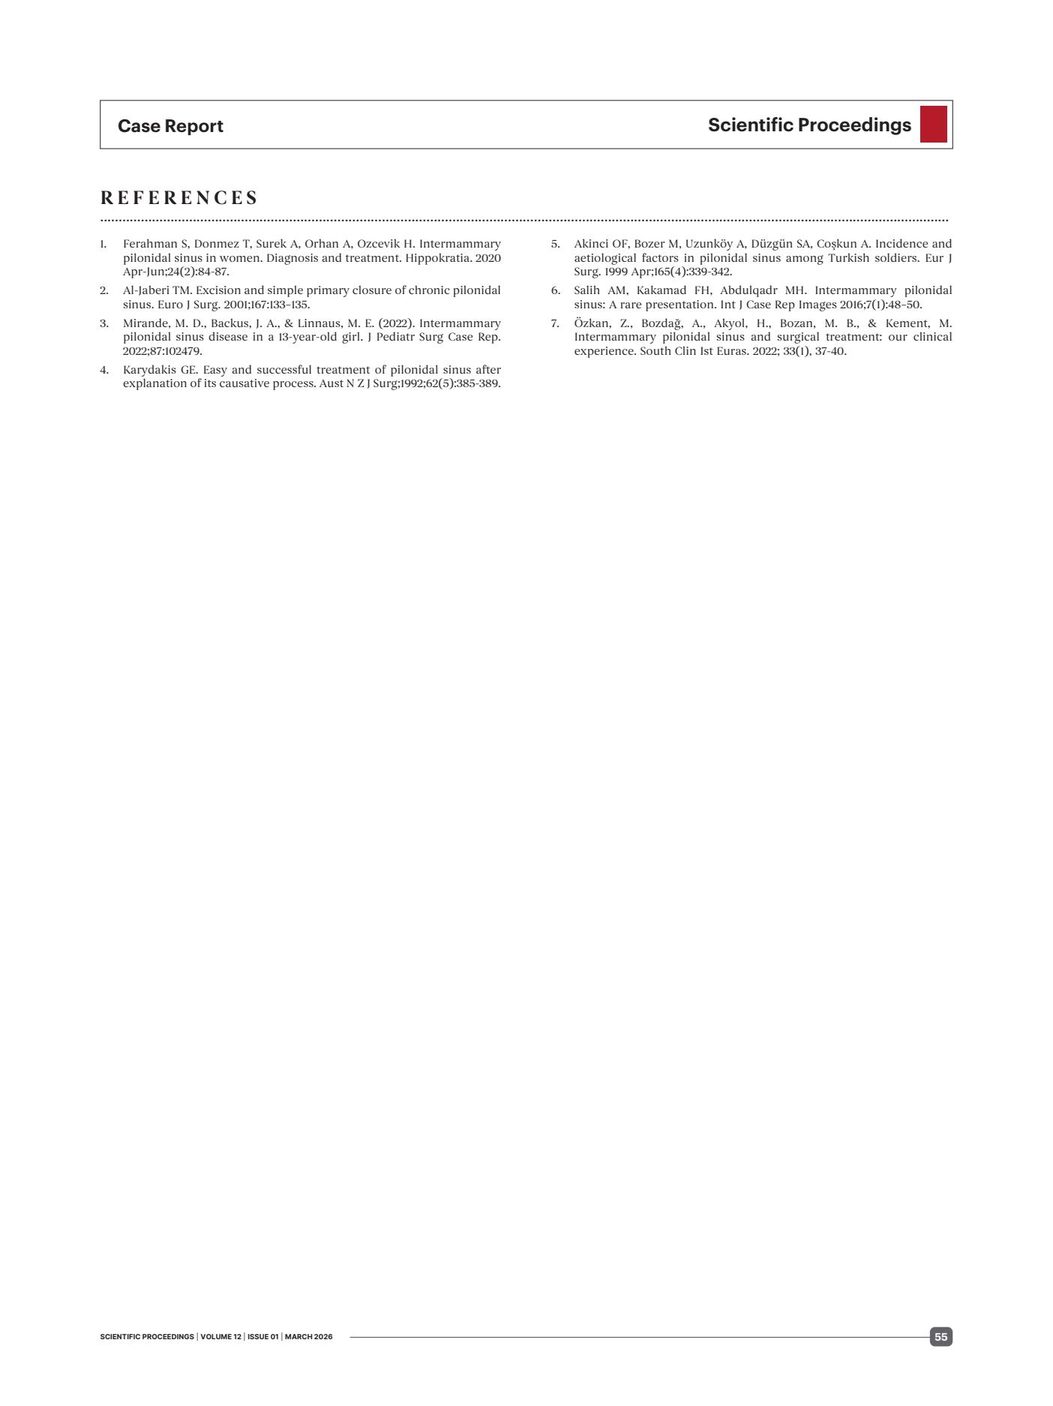 Case Report
Scientific Proceedings
REFERENCES
1. Ferahman S, Donmez T, Surek A, Orhan A, Ozcevik H. Intermammary
pilonidal sinus in women. Diagnosis and treatment. Hippokratia. 2020
Apr-Jun;24(2):84-87.
2. Al-Jaberi TM. Excision and simple primary closure of chronic pilonidal
sinus. Euro J Surg. 2001;167:133–135.
3. Mirande, M. D., Backus, J. A., & Linnaus, M. E. (2022). Intermammary
pilonidal sinus disease in a 13-year-old girl. J Pediatr Surg Case Rep.
2022;87:102479.
4. Karydakis GE. Easy and successful treatment of pilonidal sinus after
explanation of its causative process. Aust N Z J Surg;1992;62(5):385-389.
5. Akinci OF, Bozer M, Uzunköy A, Düzgün SA, Coşkun A. Incidence and
aetiological factors in pilonidal sinus among Turkish soldiers. Eur J
Surg. 1999 Apr;165(4):339-342.
6. Salih AM, Kakamad FH, Abdulqadr MH. Intermammary pilonidal
sinus: A rare presentation. Int J Case Rep Images 2016;7(1):48–50.
7. Özkan, Z., Bozdağ, A., Akyol, H., Bozan, M. B., & Kement, M.
Intermammary pilonidal sinus and surgical treatment: our clinical
experience. South Clin Ist Euras. 2022; 33(1), 37-40.
SCIENTIFIC PROCEEDINGS | VOLUME 12 | ISSUE 01 | MARCH 2026
55